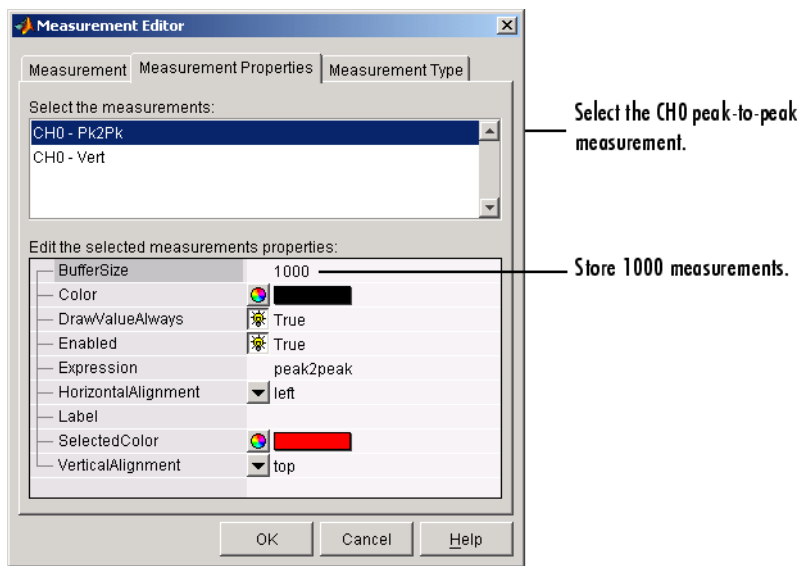 Measurement Editor
Measurement Measurement Properties Measurement Type
Select the measurements:
CH0 - Pk2Pk
CH0 - Vert
Select the CH0 peak-to-peak
measurement.
Edit the selected measurements properties:
BufferSize 1000
Store 1000 measurements.
Color
DrawValueAlways True
Enabled True
Expression peak2peak
HorizontalAlignment left
Label
SelectedColor
VerticalAlignment top
OK Cancel Help